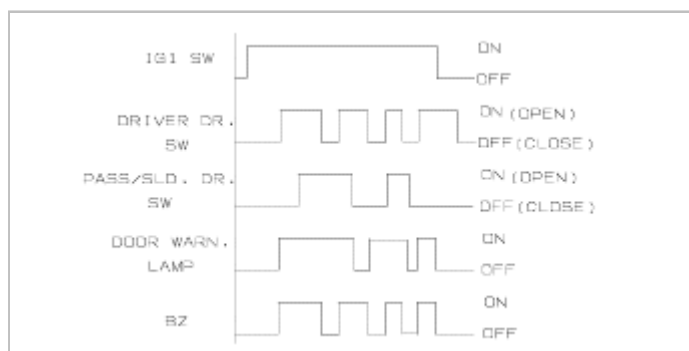 IG1 SW
ON
OFF
DRIVER DR.
SW
ON (OPEN)
OFF (CLOSE)
PASS/SLD. DR.
SW
ON (OPEN)
OFF (CLOSE)
DOOR WARN.
LAMP
ON
OFF
BZ
ON
OFF